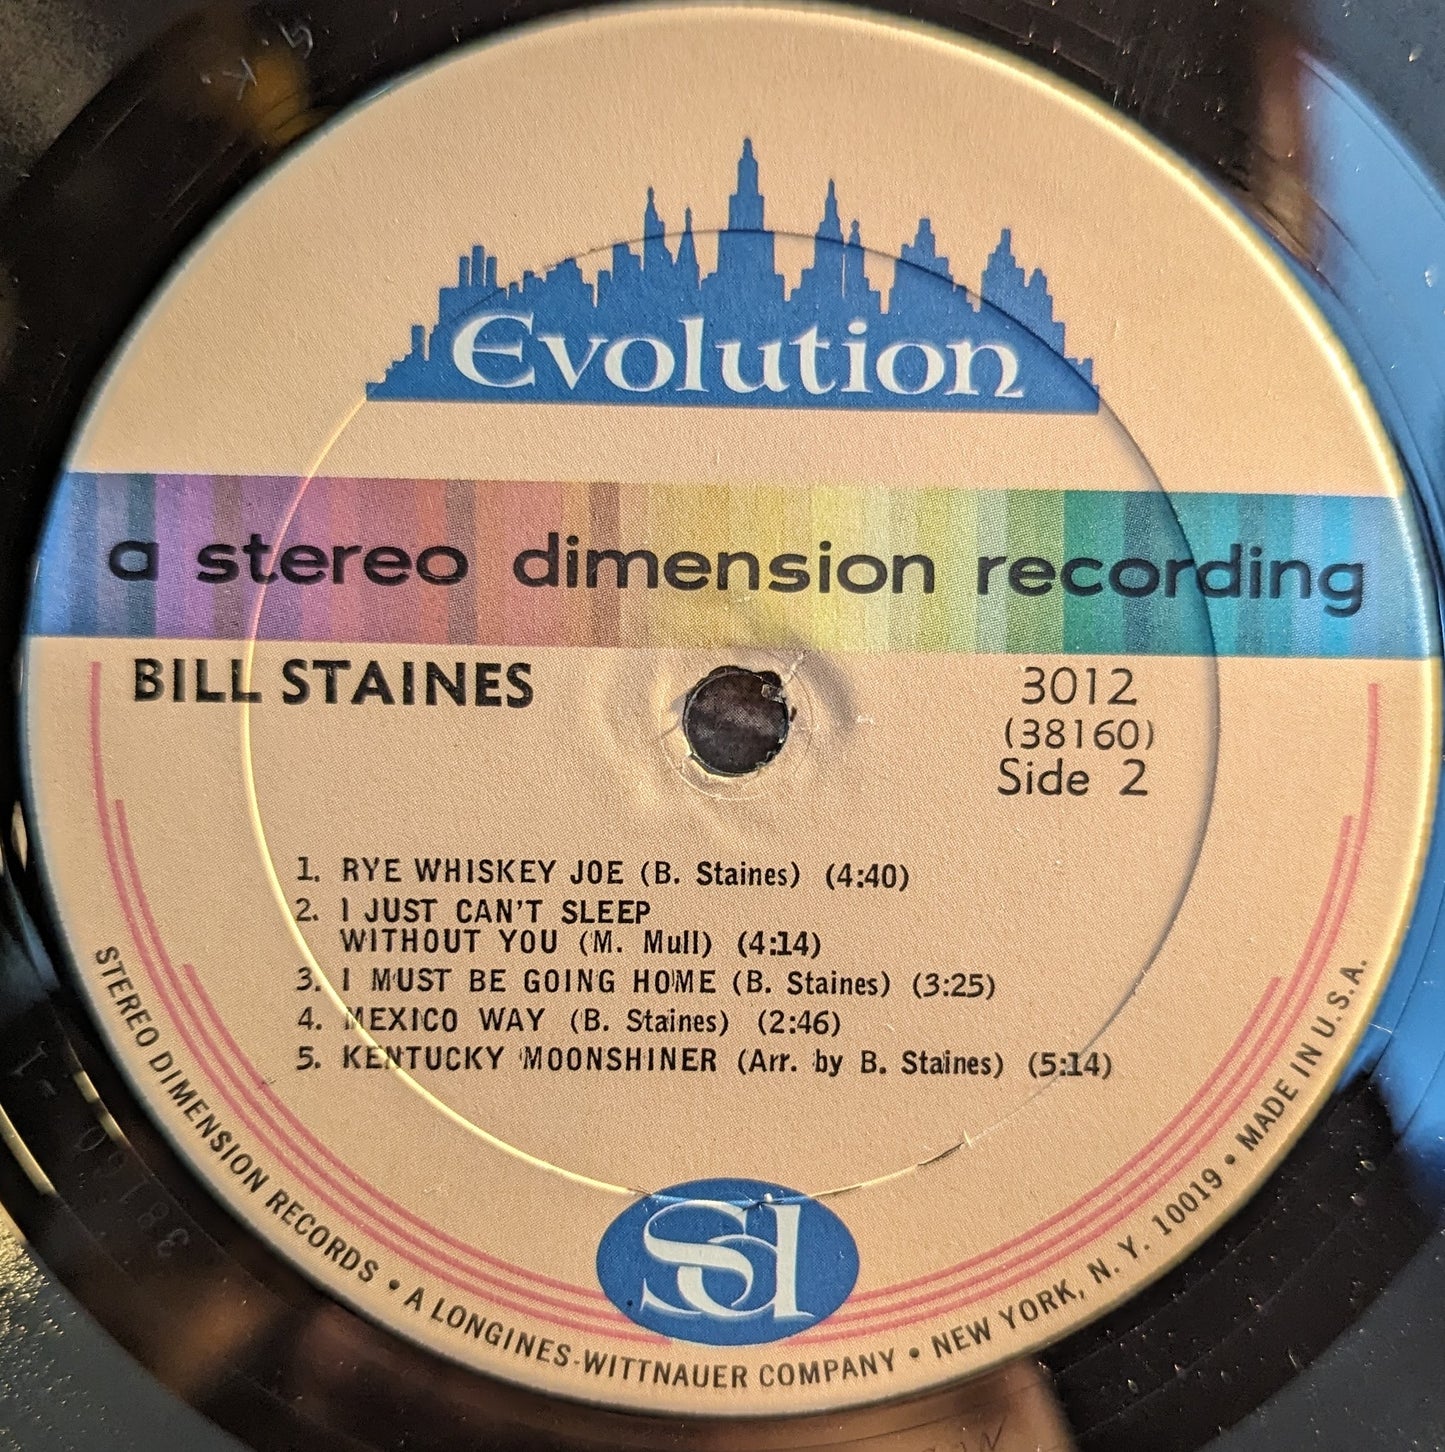 Evolution
a stereo dimension recording
BILL STAINES
3012
(38160)
Side 2
1. RYE WHISKEY JOE (B. Staines) (4:40)
2. I JUST CAN'T SLEEP
WITHOUT YOU (M. Mull) (4:14)
3. I MUST BE GOING HOME (B. Staines) (3:25)
4. MEXICO WAY (B. Staines) (2:46)
5. KENTUCKY MOONSHINER (Arr. by B. Staines) (5:14)
Sd
STEREO DIMENSION RECORDS • A LONGINES-WITTNAUER COMPANY • NEW YORK, N. Y. 10019 • MADE IN U.S.A.